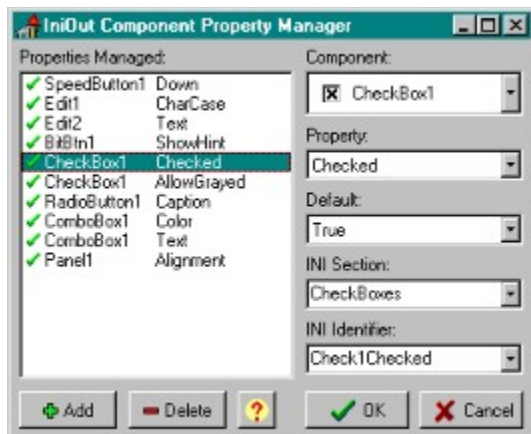 IniOut Component Property Manager
Properties Managed:
SpeedButton1 Down
Edit1 CharCase
Edit2 Text
BitBtn1 ShowHint
CheckBox1 Checked
CheckBox1 AllowGrayed
RadioButton1 Caption
ComboBox1 Color
ComboBox1 Text
Panel1 Alignment
Component:
CheckBox1
Property:
Checked
Default:
True
INI Section:
CheckBoxes
INI Identifier:
Check1Checked
Add
Delete
?
OK
Cancel